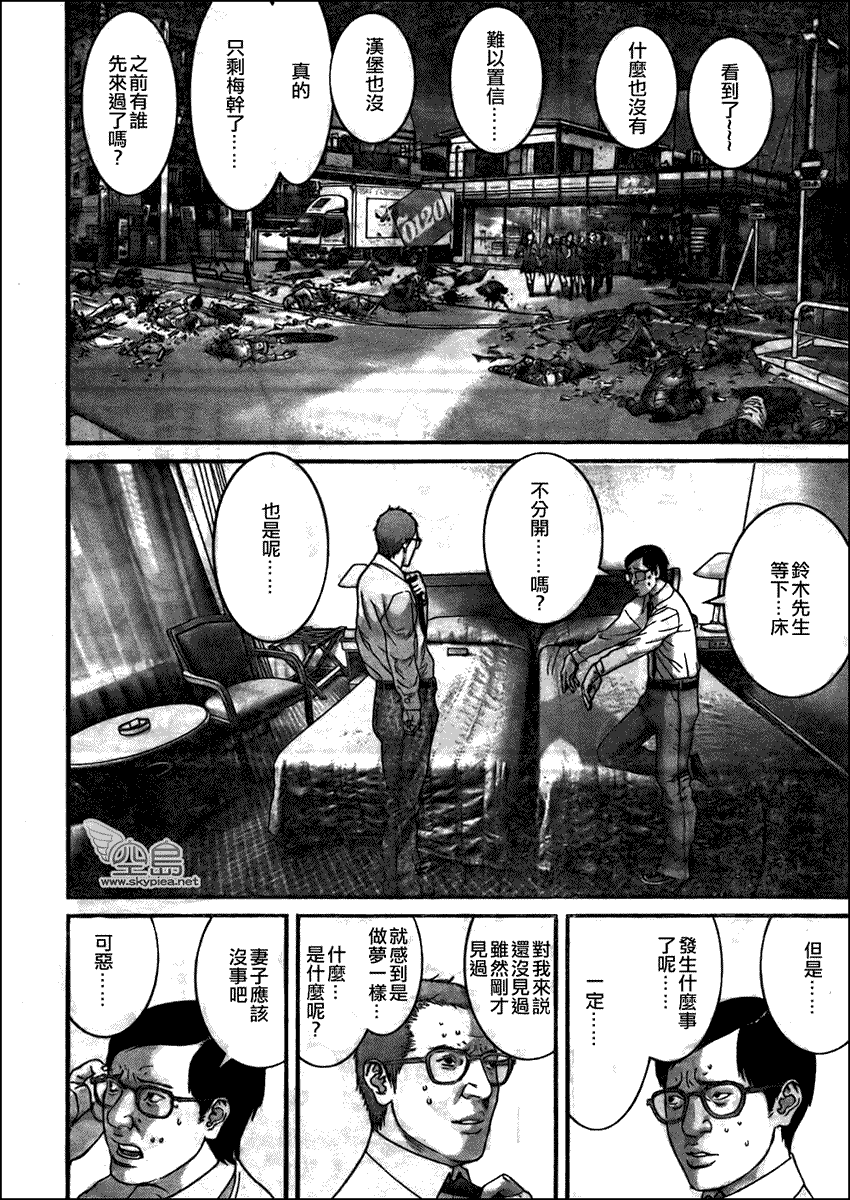 看到了~~~
什麼也沒有
難以置信……
漢堡也沒
真的
只剩梅幹了……
之前有誰
先來過了嗎？
0120
鈴木先生
等下…床
不分開……嗎？
也是呢……
但是…
發生什麼事
了呢……
一定……
對我來說
還沒見過
雖然剛才
見過
就感到是
做夢一樣…
什麼…
是什麼呢？
妻子應該
沒事吧
可惡……
空島
www.skypiea.net